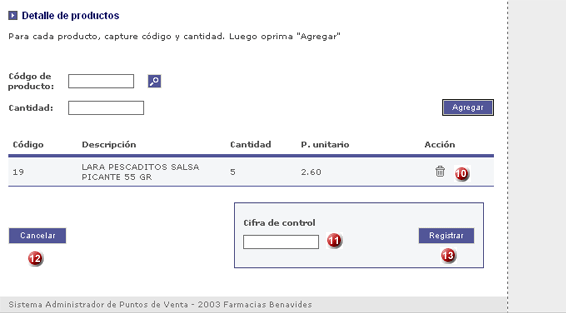 Detalle de productos
Para cada producto, capture código y cantidad. Luego oprima "Agregar"
Códgo de
producto:
Cantidad:
Agregar
Código Descripción Cantidad P. unitario Acción
19 LARA PESCADITOS SALSA 5 2.60 10
PICANTE 55 GR
Cifra de control
Cancelar 11 Registrar
12 13
Sistema Administrador de Puntos de Venta - 2003 Farmacias Benavides